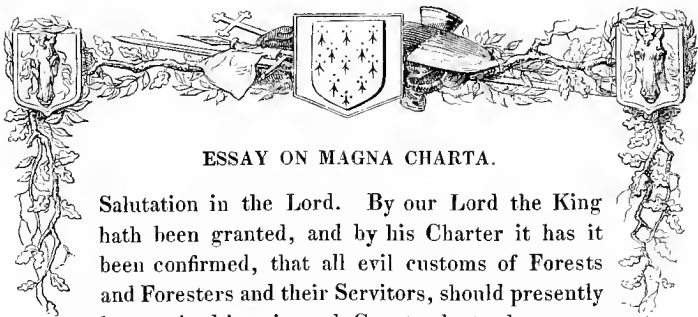 ESSAY ON MAGNA CHARTA.
Salutation in the Lord. By our Lord the King
hath been granted, and by his Charter it has it
been confirmed, that all evil customs of Forests
and Foresters and their Servitors, should presently